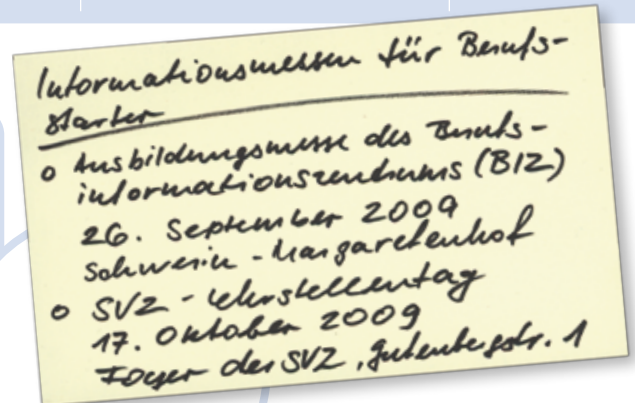 Informationsmessen für Berufs-
starter
o Ausbildungsmesse des Berufs-
informationszentrums (BIZ)
26. September 2009
Schwerin - Margaretenhof
o SVZ - Lehrstellentag
17. Oktober 2009
Foyer der SVZ, Gutenbergstr. 1